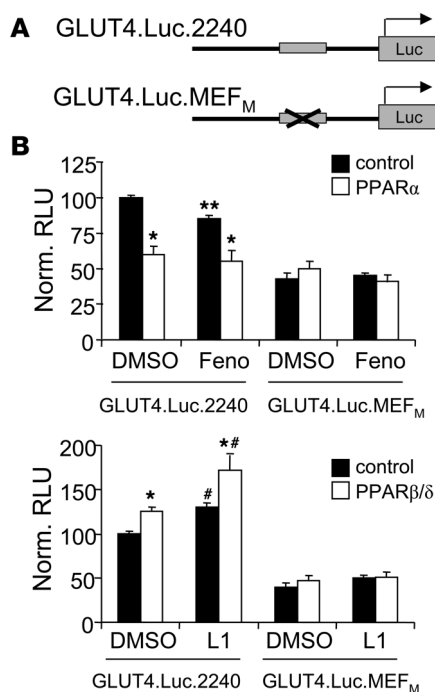 A
GLUT4.Luc.2240
Luc
GLUT4.Luc.MEFM
Luc
B
Norm. RLU
125
100
75
50
25
0
control
PPARα
**
*
*
DMSO Feno DMSO Feno
GLUT4.Luc.2240 GLUT4.Luc.MEFM
Norm. RLU
200
150
100
50
0
control
PPARβ/δ
*#
*
#
DMSO L1 DMSO L1
GLUT4.Luc.2240 GLUT4.Luc.MEFM